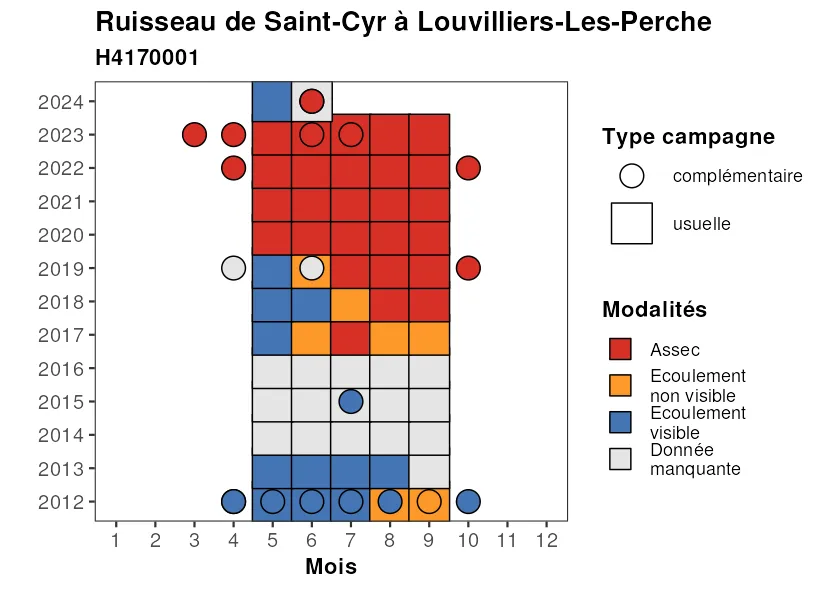 Ruisseau de Saint-Cyr à Louvilliers-Les-Perche
H4170001
2024
2023
2022
2021
2020
2019
2018
2017
2016
2015
2014
2013
2012
1 2 3 4 5 6 7 8 9 10 11 12
Mois
Type campagne
complémentaire
usuelle
Modalités
Assec
Ecoulement
non visible
Ecoulement
visible
Donnée
manquante